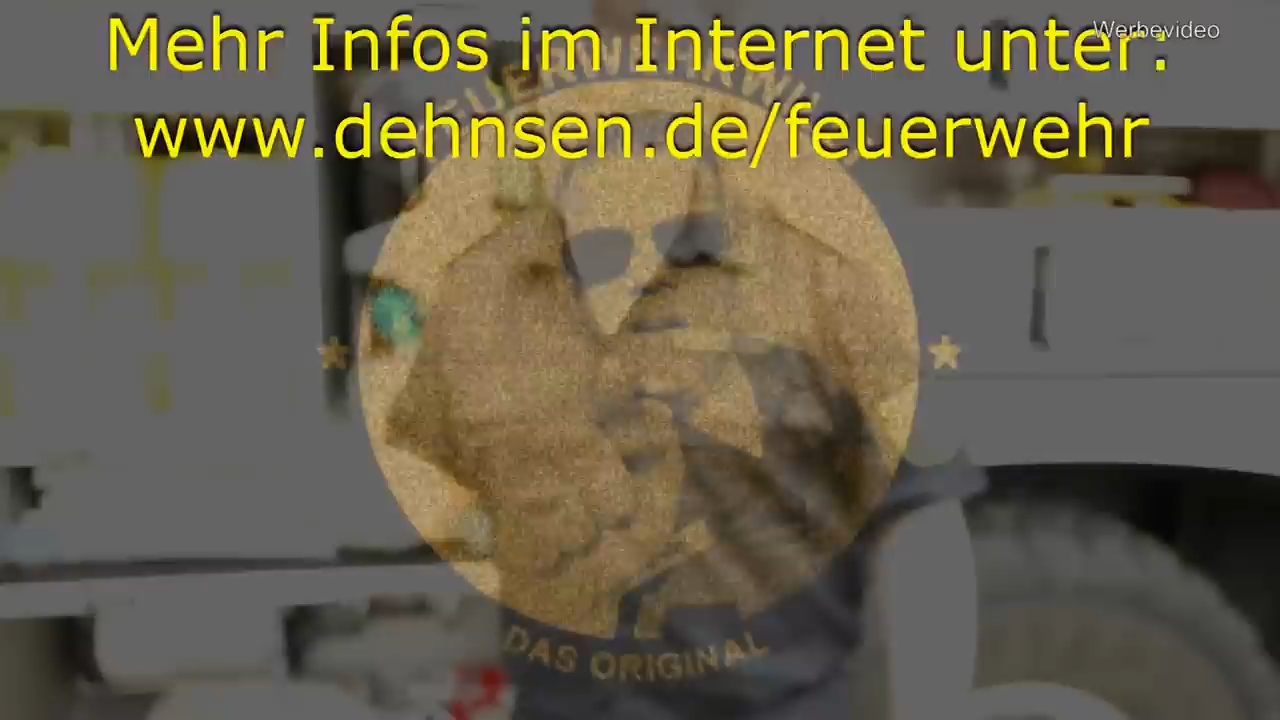 Werbevideo
Mehr Infos im Internet unter:
www.dehnsen.de/feuerwehr
DAS ORIGINAL